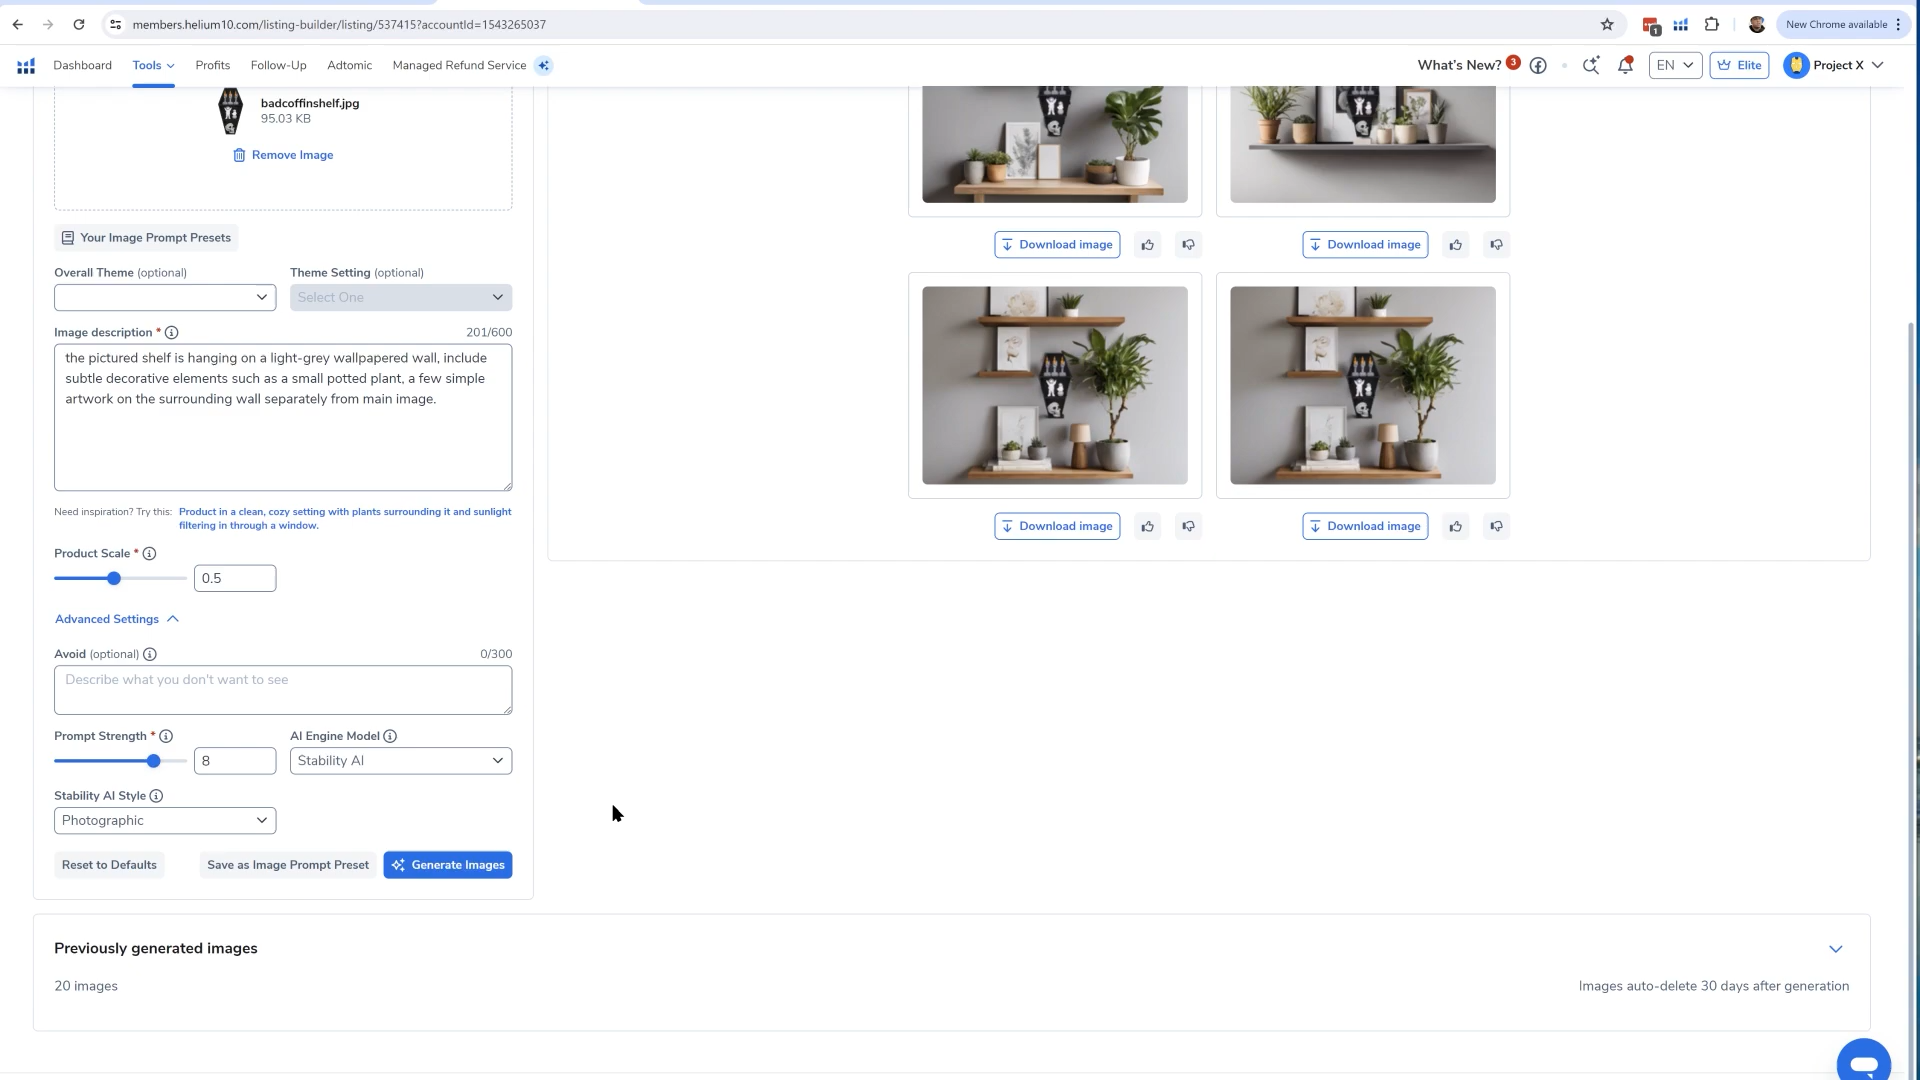 members.helium10.com/listing-builder/listing/537415?accountId=1543265037
1
New Chrome available
Dashboard
Tools
Profits
Follow-Up
Adtomic
Managed Refund Service
What's New?
3
EN
Elite
Project X
badcoffinshelf.jpg
95.03 KB
Remove Image
Your Image Prompt Presets
Overall Theme (optional)
Theme Setting (optional)
Select One
Image description *
201/600
the pictured shelf is hanging on a light-grey wallpapered wall, include
subtle decorative elements such as a small potted plant, a few simple
artwork on the surrounding wall separately from main image.
Need inspiration? Try this: Product in a clean, cozy setting with plants surrounding it and sunlight
filtering in through a window.
Product Scale *
0.5
Advanced Settings
Avoid (optional)
0/300
Describe what you don't want to see
Prompt Strength *
AI Engine Model
8
Stability AI
Stability AI Style
Photographic
Reset to Defaults
Save as Image Prompt Preset
Generate Images
Download image
Download image
Download image
Download image
Previously generated images
20 images
Images auto-delete 30 days after generation